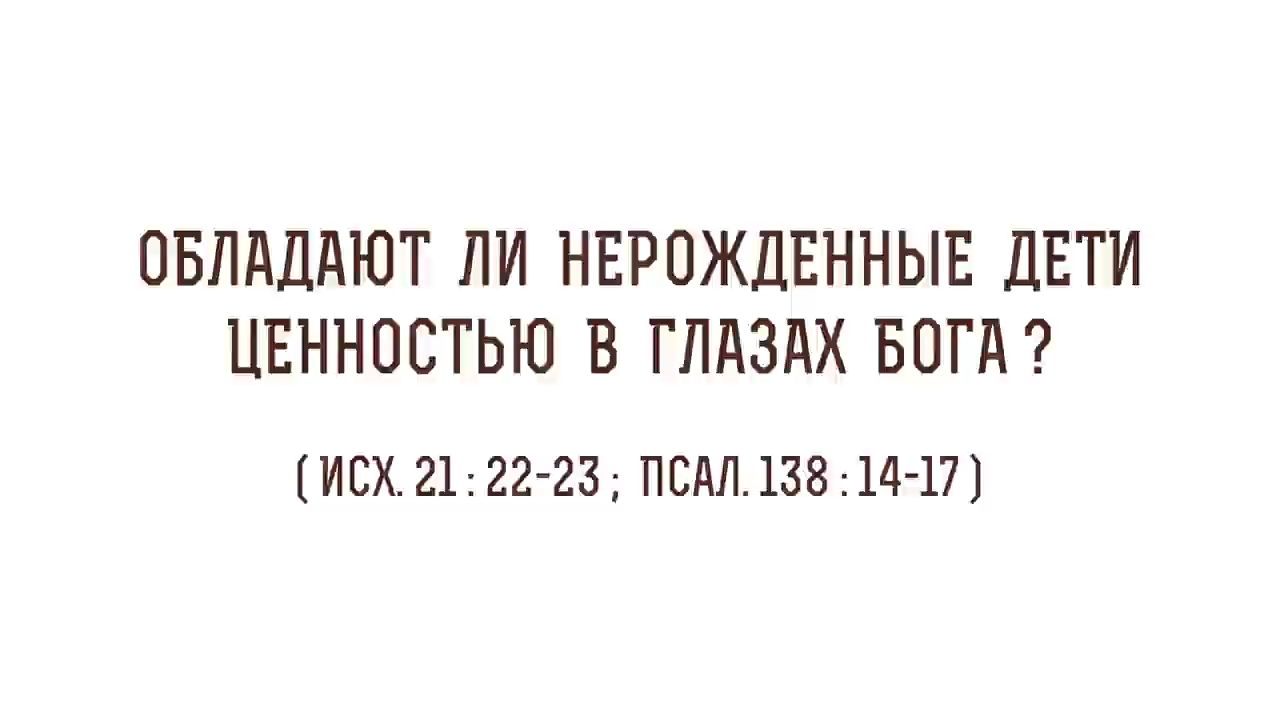 ОБЛАДАЮТ ЛИ НЕРОЖДЕННЫЕ ДЕТИ
ЦЕННОСТЬЮ В ГЛАЗАХ БОГА?
(ИСХ. 21:22-23; ПСАЛ. 138:14-17)